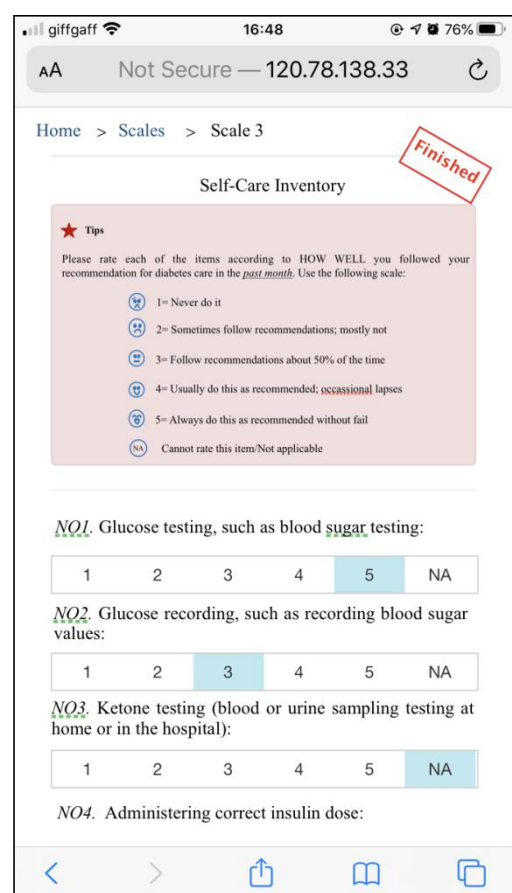 giffgaff 16:48 76%
AA Not Secure — 120.78.138.33
Home > Scales > Scale 3
Finished
Self-Care Inventory
Tips
Please rate each of the items according to HOW WELL you followed your
recommendation for diabetes care in the past month. Use the following scale:
1= Never do it
2= Sometimes follow recommendations; mostly not
3= Follow recommendations about 50% of the time
4= Usually do this as recommended; occassional lapses
5= Always do this as recommended without fail
NA Cannot rate this item/Not applicable
NO1. Glucose testing, such as blood sugar testing:
1 2 3 4 5 NA
NO2. Glucose recording, such as recording blood sugar
values:
1 2 3 4 5 NA
NO3. Ketone testing (blood or urine sampling testing at
home or in the hospital):
1 2 3 4 5 NA
NO4. Administering correct insulin dose: